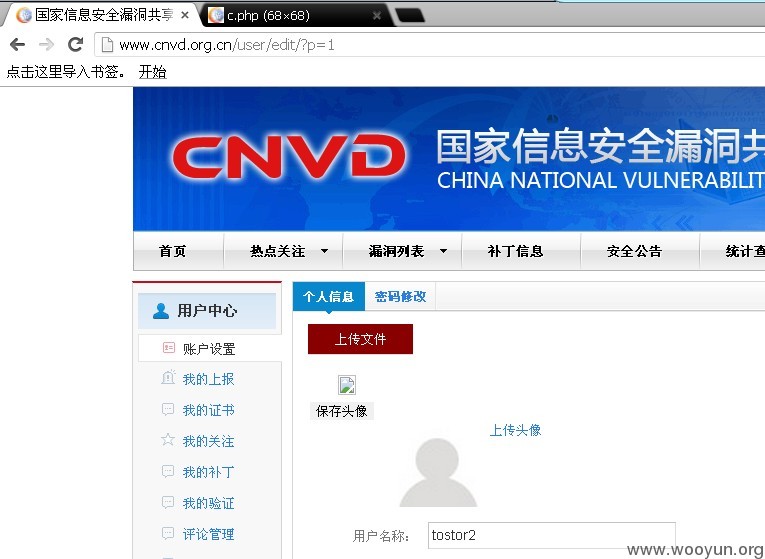 国家信息安全漏洞共享
c.php (68×68)
www.cnvd.org.cn/user/edit/?p=1
点击这里导入书签。 开始
CNVD
国家信息安全漏洞共
CHINA NATIONAL VULNERABILIT
首页 热点关注 漏洞列表 补丁信息 安全公告 统计查
用户中心
账户设置
我的上报
我的证书
我的关注
我的补丁
我的验证
评论管理
个人信息 密码修改
上传文件
保存头像
上传头像
用户名称: tostor2
www.wooyun.org